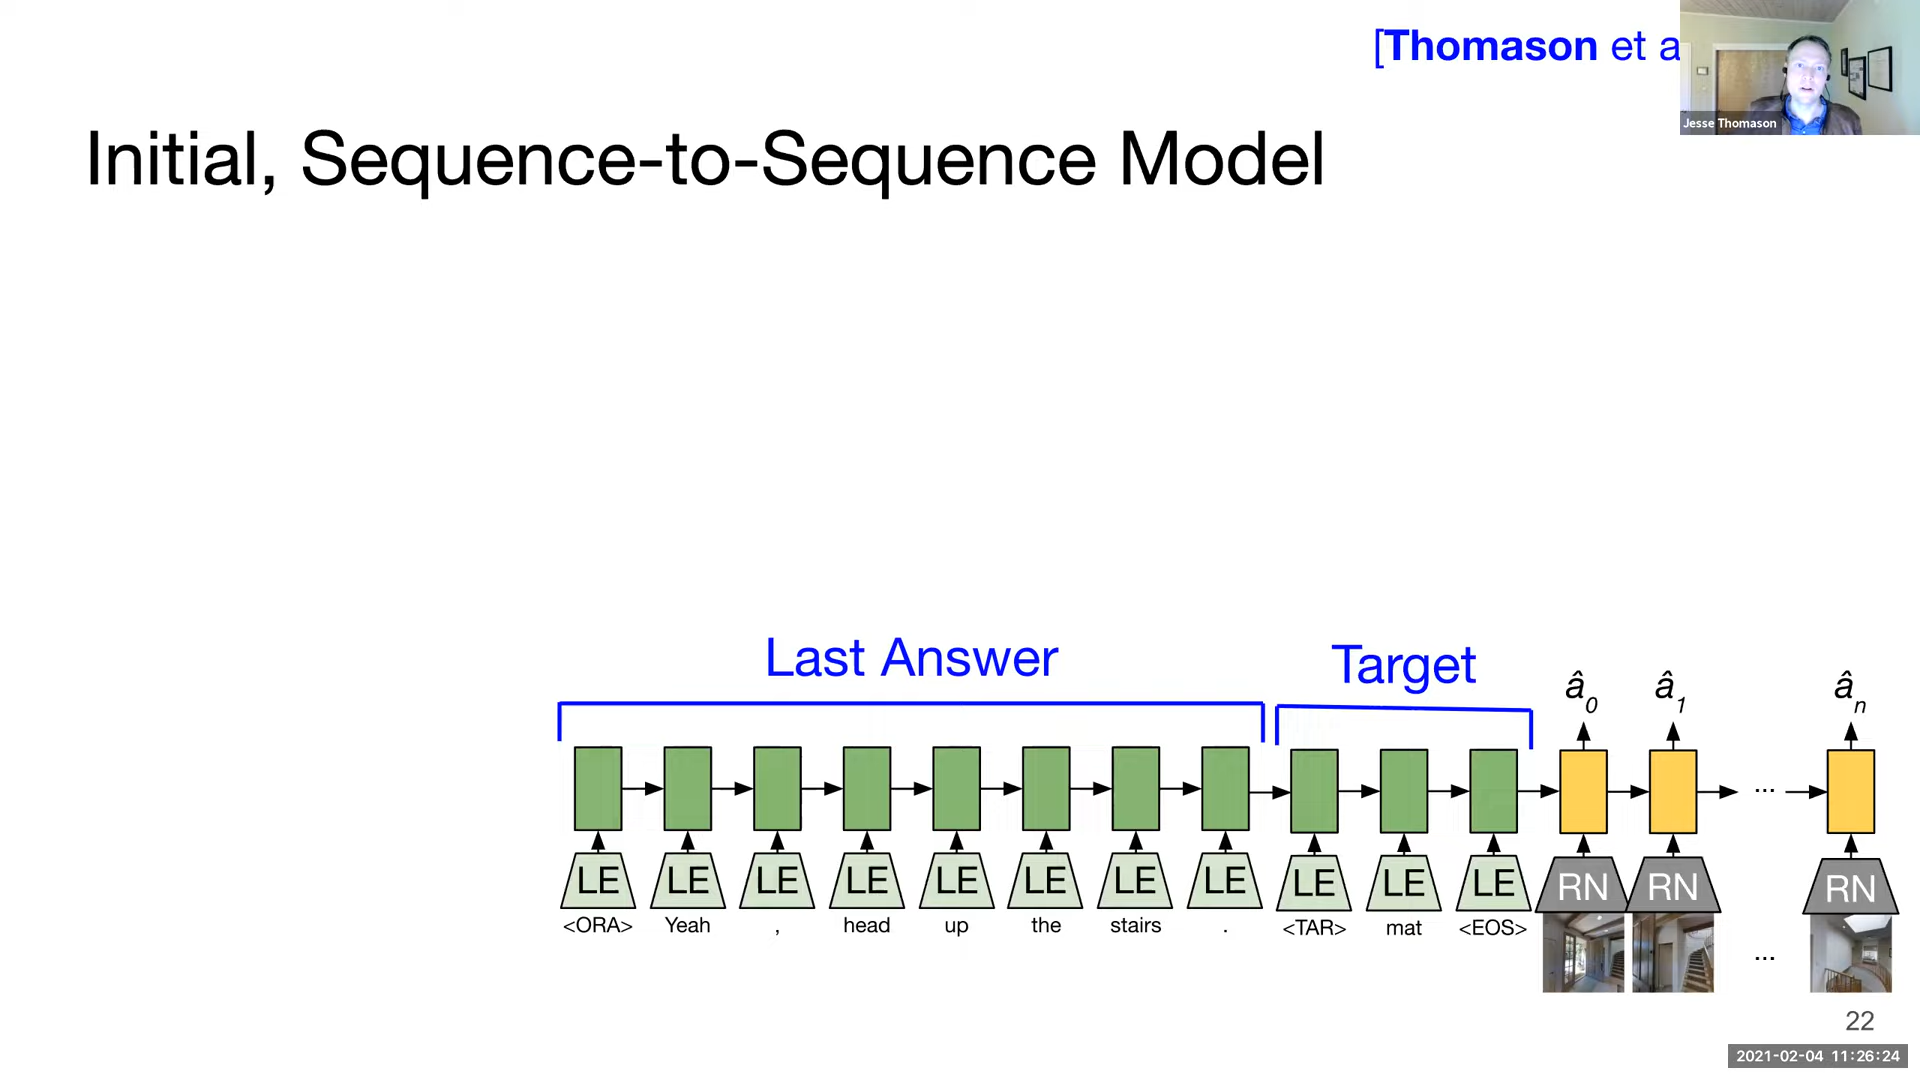 [Thomason et a
Jesse Thomason
Initial, Sequence-to-Sequence Model
Last Answer
Target
â0 â1 ân
...
LE LE LE LE LE LE LE LE LE LE LE RN RN RN
<ORA> Yeah , head up the stairs . <TAR> mat <EOS>
...
22
2021-02-04 11:26:24